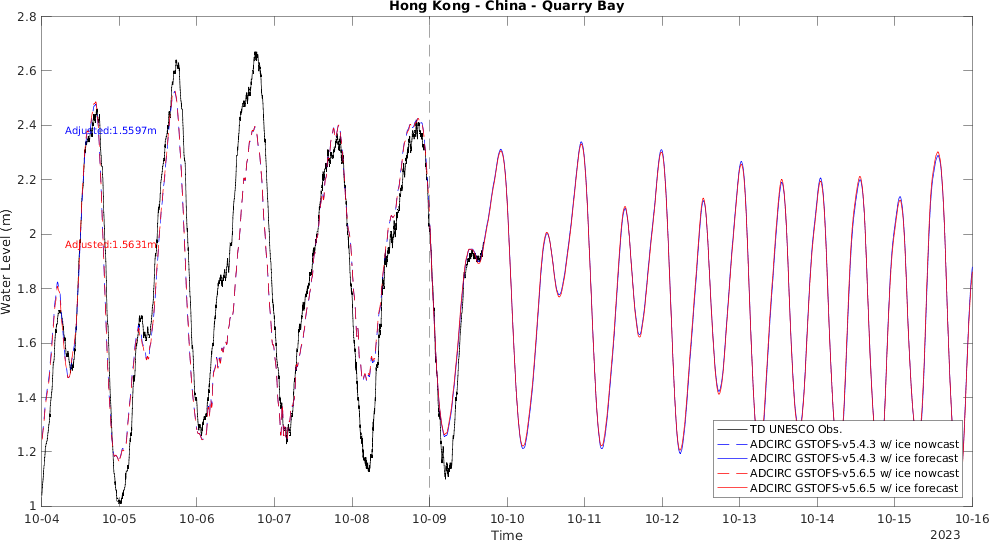 Hong Kong - China - Quarry Bay
2.8
2.6
2.4
2.2
2
1.8
1.6
1.4
1.2
1
Water Level (m)
Adjusted:1.5597m
Adjusted:1.5631m
TD UNESCO Obs.
ADCIRC GSTOFS-v5.4.3 w/ ice nowcast
ADCIRC GSTOFS-v5.4.3 w/ ice forecast
ADCIRC GSTOFS-v5.6.5 w/ ice nowcast
ADCIRC GSTOFS-v5.6.5 w/ ice forecast
10-04 10-05 10-06 10-07 10-08 10-09 10-10 10-11 10-12 10-13 10-14 10-15 10-16
Time
2023